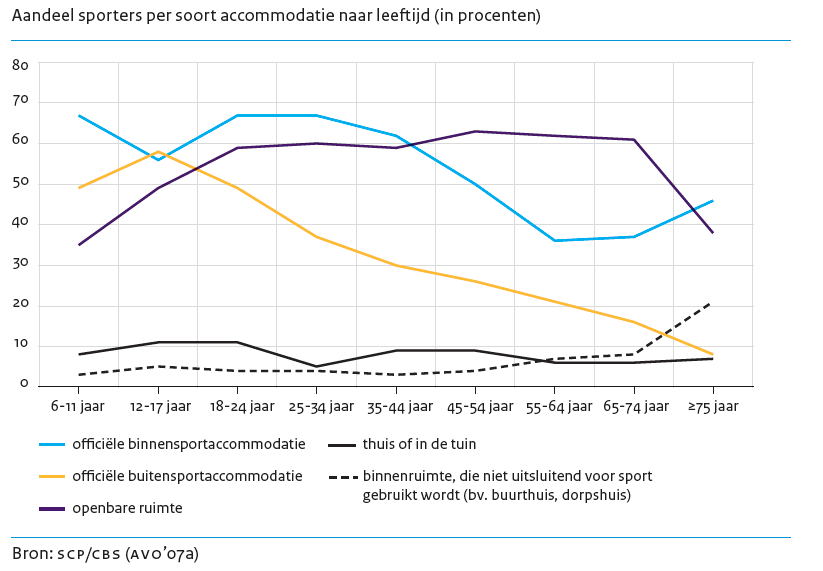 Aandeel sporters per soort accommodatie naar leeftijd (in procenten)
80
70
60
50
40
30
20
10
0
6-11 jaar 12-17 jaar 18-24 jaar 25-34 jaar 35-44 jaar 45-54 jaar 55-64 jaar 65-74 jaar ≥75 jaar
officiële binnensportaccommodatie
officiële buitensportaccommodatie
openbare ruimte
thuis of in de tuin
binnenruimte, die niet uitsluitend voor sport
gebruikt wordt (bv. buurthuis, dorpshuis)
Bron: SCP/CBS (AVO'07a)